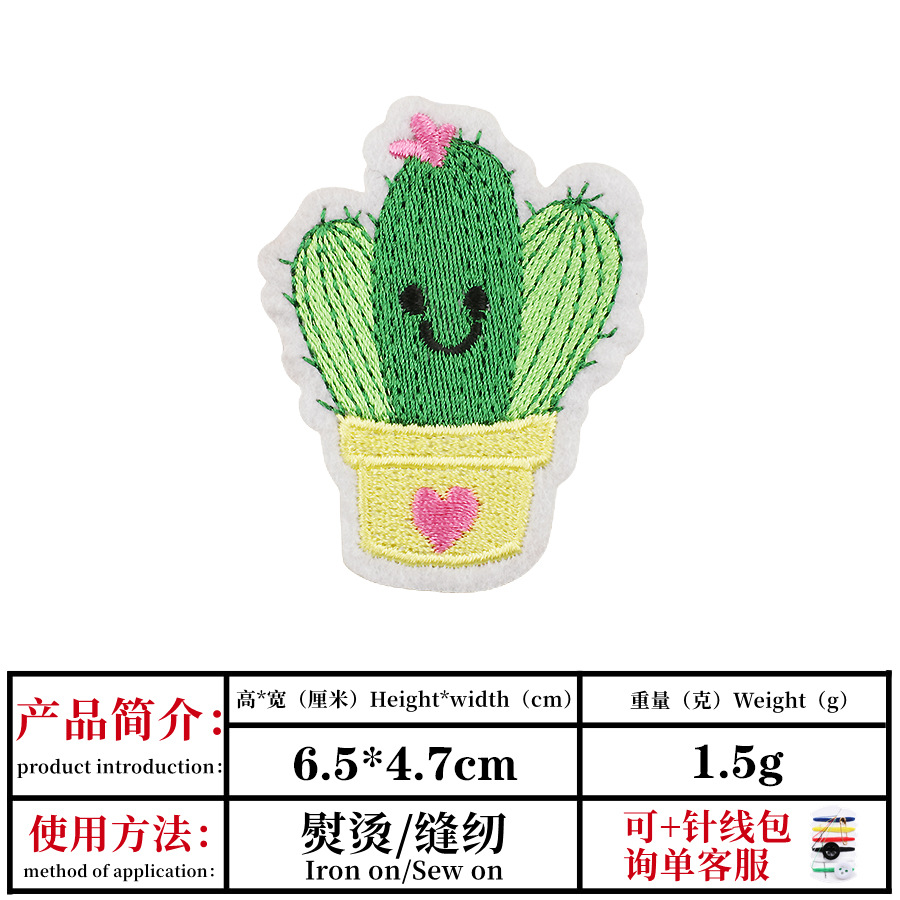 产品简介：
product introduction：
高*宽（厘米）Height*width（cm）
重量（克）Weight（g）
6.5*4.7cm
1.5g
使用方法：
method of application：
熨烫/缝纫
Iron on/Sew on
可+针线包
询单客服